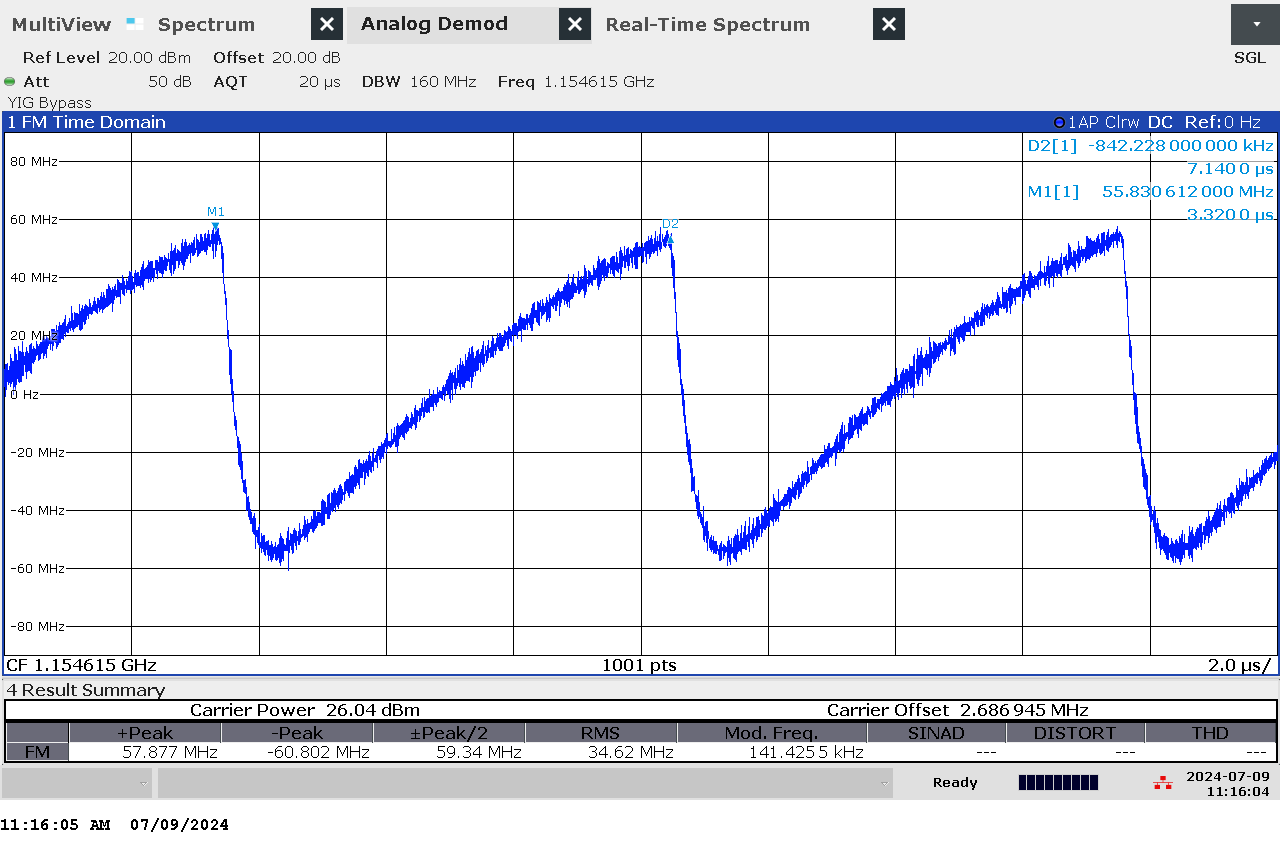 MultiView Spectrum Analog Demod Real-Time Spectrum
SGL
Ref Level 20.00 dBm Offset 20.00 dB
Att 50 dB AQT 20 µs DBW 160 MHz Freq 1.154615 GHz
YIG Bypass
1 FM Time Domain 1AP Clrw DC Ref:0 Hz
D2[1] -842.228 000 000 kHz
7.140 0 µs
M1[1] 55.830 612 000 MHz
3.320 0 µs
80 MHz
60 MHz
M1
D2
40 MHz
20 MHz
0 Hz
-20 MHz
-40 MHz
-60 MHz
-80 MHz
CF 1.154615 GHz 1001 pts 2.0 µs/
4 Result Summary
Carrier Power 26.04 dBm Carrier Offset 2.686 945 MHz
+Peak -Peak ±Peak/2 RMS Mod. Freq. SINAD DISTORT THD
FM 57.877 MHz -60.802 MHz 59.34 MHz 34.62 MHz 141.425 5 kHz --- --- ---
Ready 2024-07-09
11:16:04
11:16:05 AM 07/09/2024